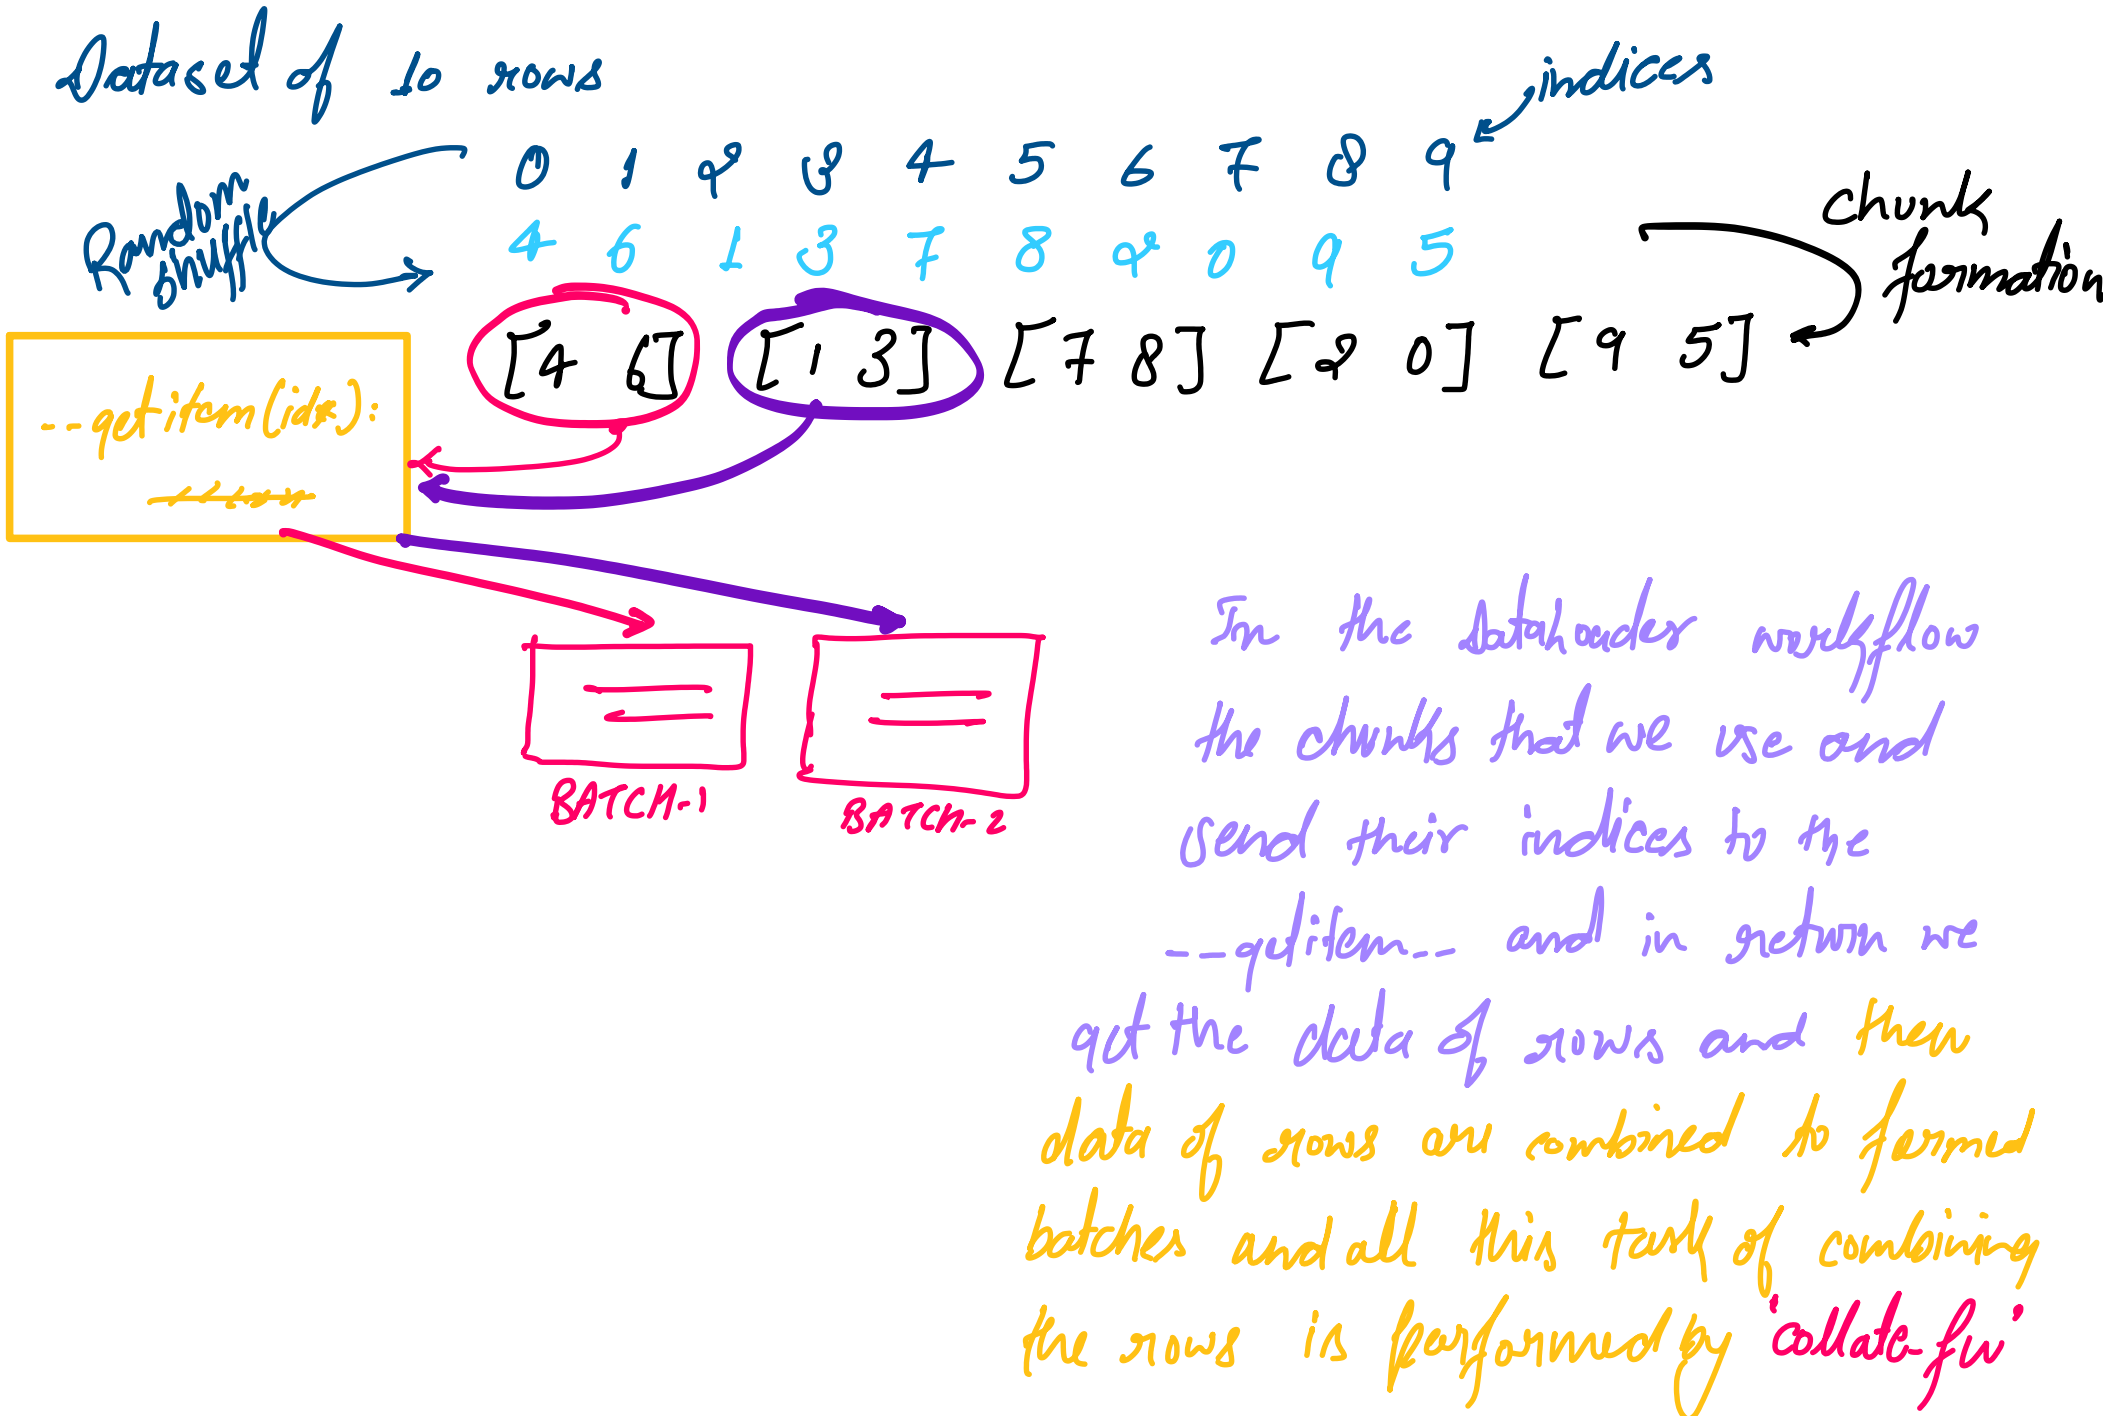 Dataset of 10 rows
indices
0 1 2 3 4 5 6 7 8 9
Random
shuffle
4 6 1 3 7 8 2 0 9 5
chunk
formation
[4 6] [1 3] [7 8] [2 0] [9 5]
--getitem(idx):
BATCH-1
BATCH-2
In the DataLoader workflow
the chunks that we use and
send their indices to the
__getitem__ and in return we
get the data of rows and then
data of rows are combined to formed
batches and all this task of combining
the rows is performed by 'collate-fn'